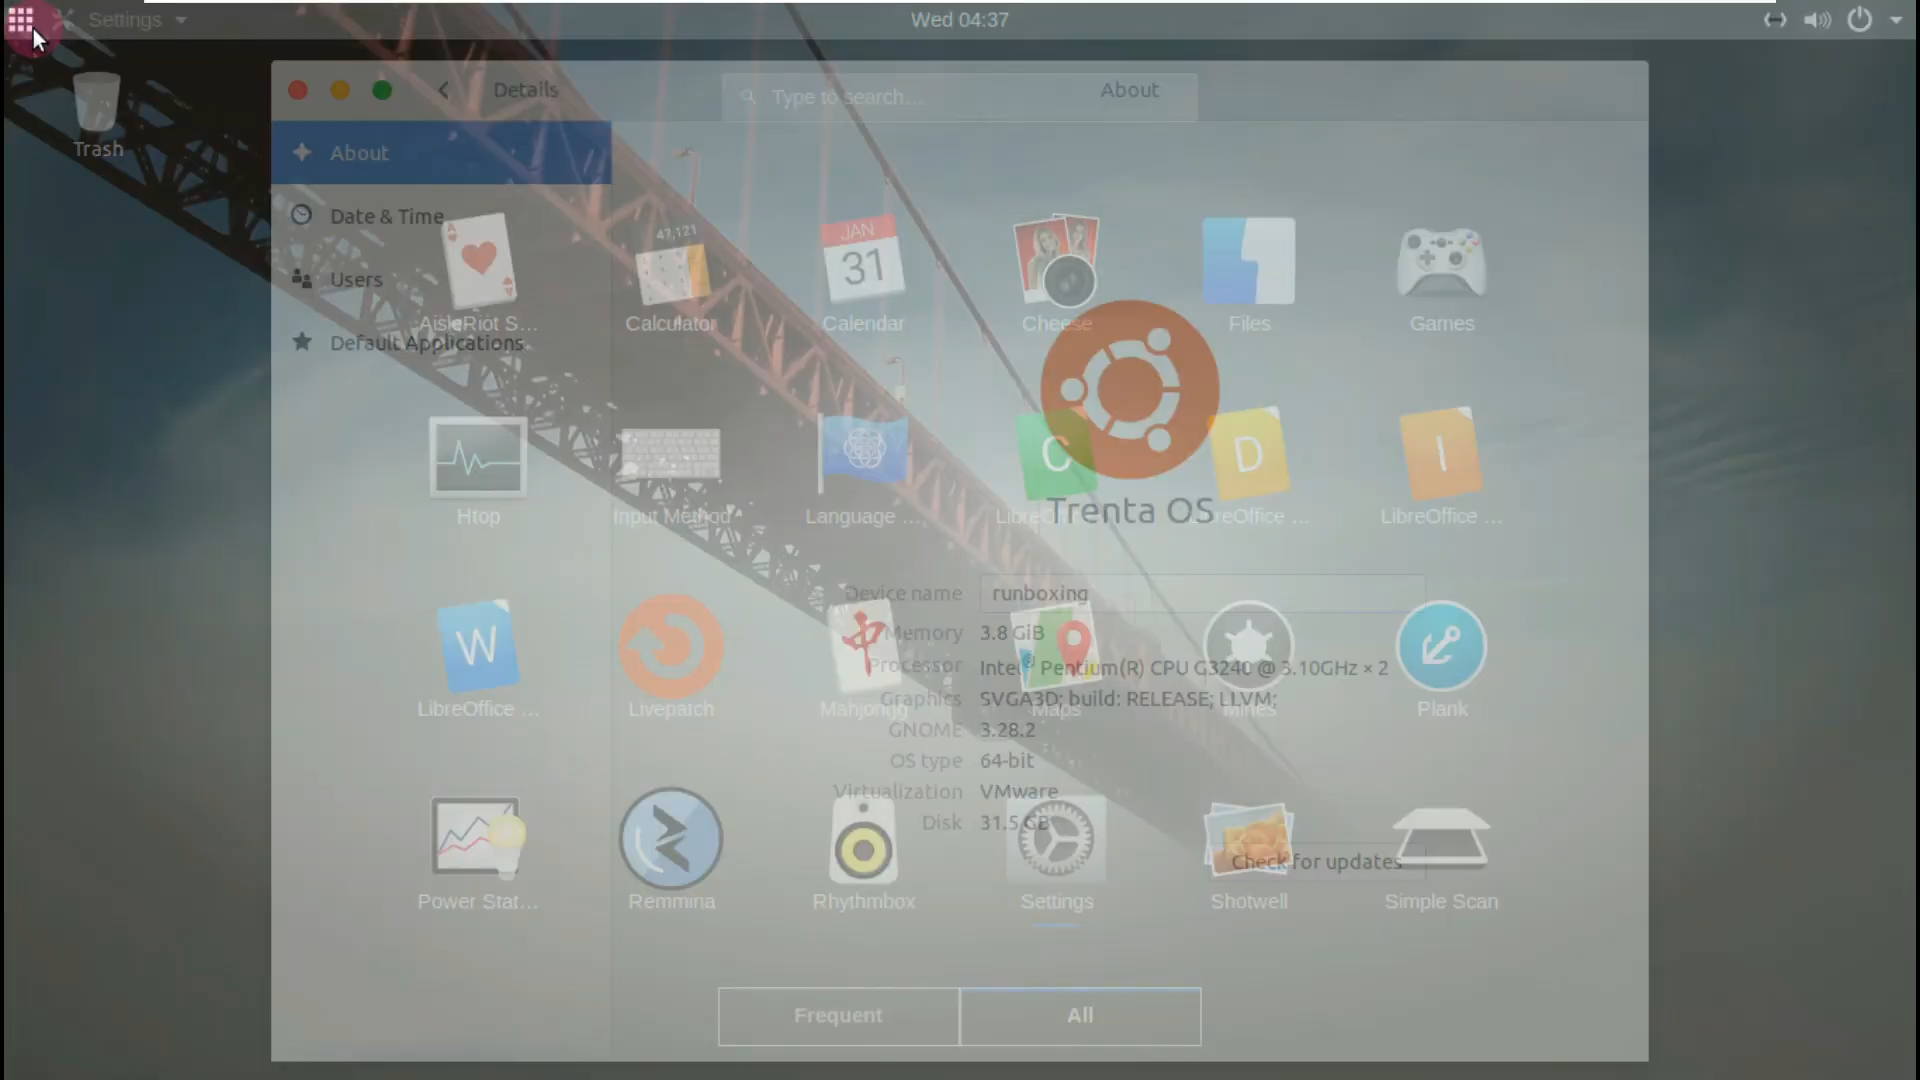 Settings
Wed 04:37
Trash
Details
Type to search...
About
About
Date & Time
Users
Default Applications
AisleRiot S...
Calculator
47,121
JAN
31
Calendar
Cheese
Files
Games
Htop
Input Method
Language ...
C
D
LibreOffice ...
I
LibreOffice ...
Trenta OS
Device name
runboxing
Memory
3.8 GiB
Processor
Intel® Pentium(R) CPU G3240 @ 3.10GHz × 2
Graphics
SVGA3D; build: RELEASE; LLVM;
GNOME
3.28.2
OS type
64-bit
Virtualization
VMware
Disk
31.5 GB
W
LibreOffice ...
Livepatch
中
Mahjongg
Maps
Mines
Plank
Power Stat...
Remmina
Rhythmbox
Settings
Shotwell
Check for updates
Simple Scan
Frequent
All